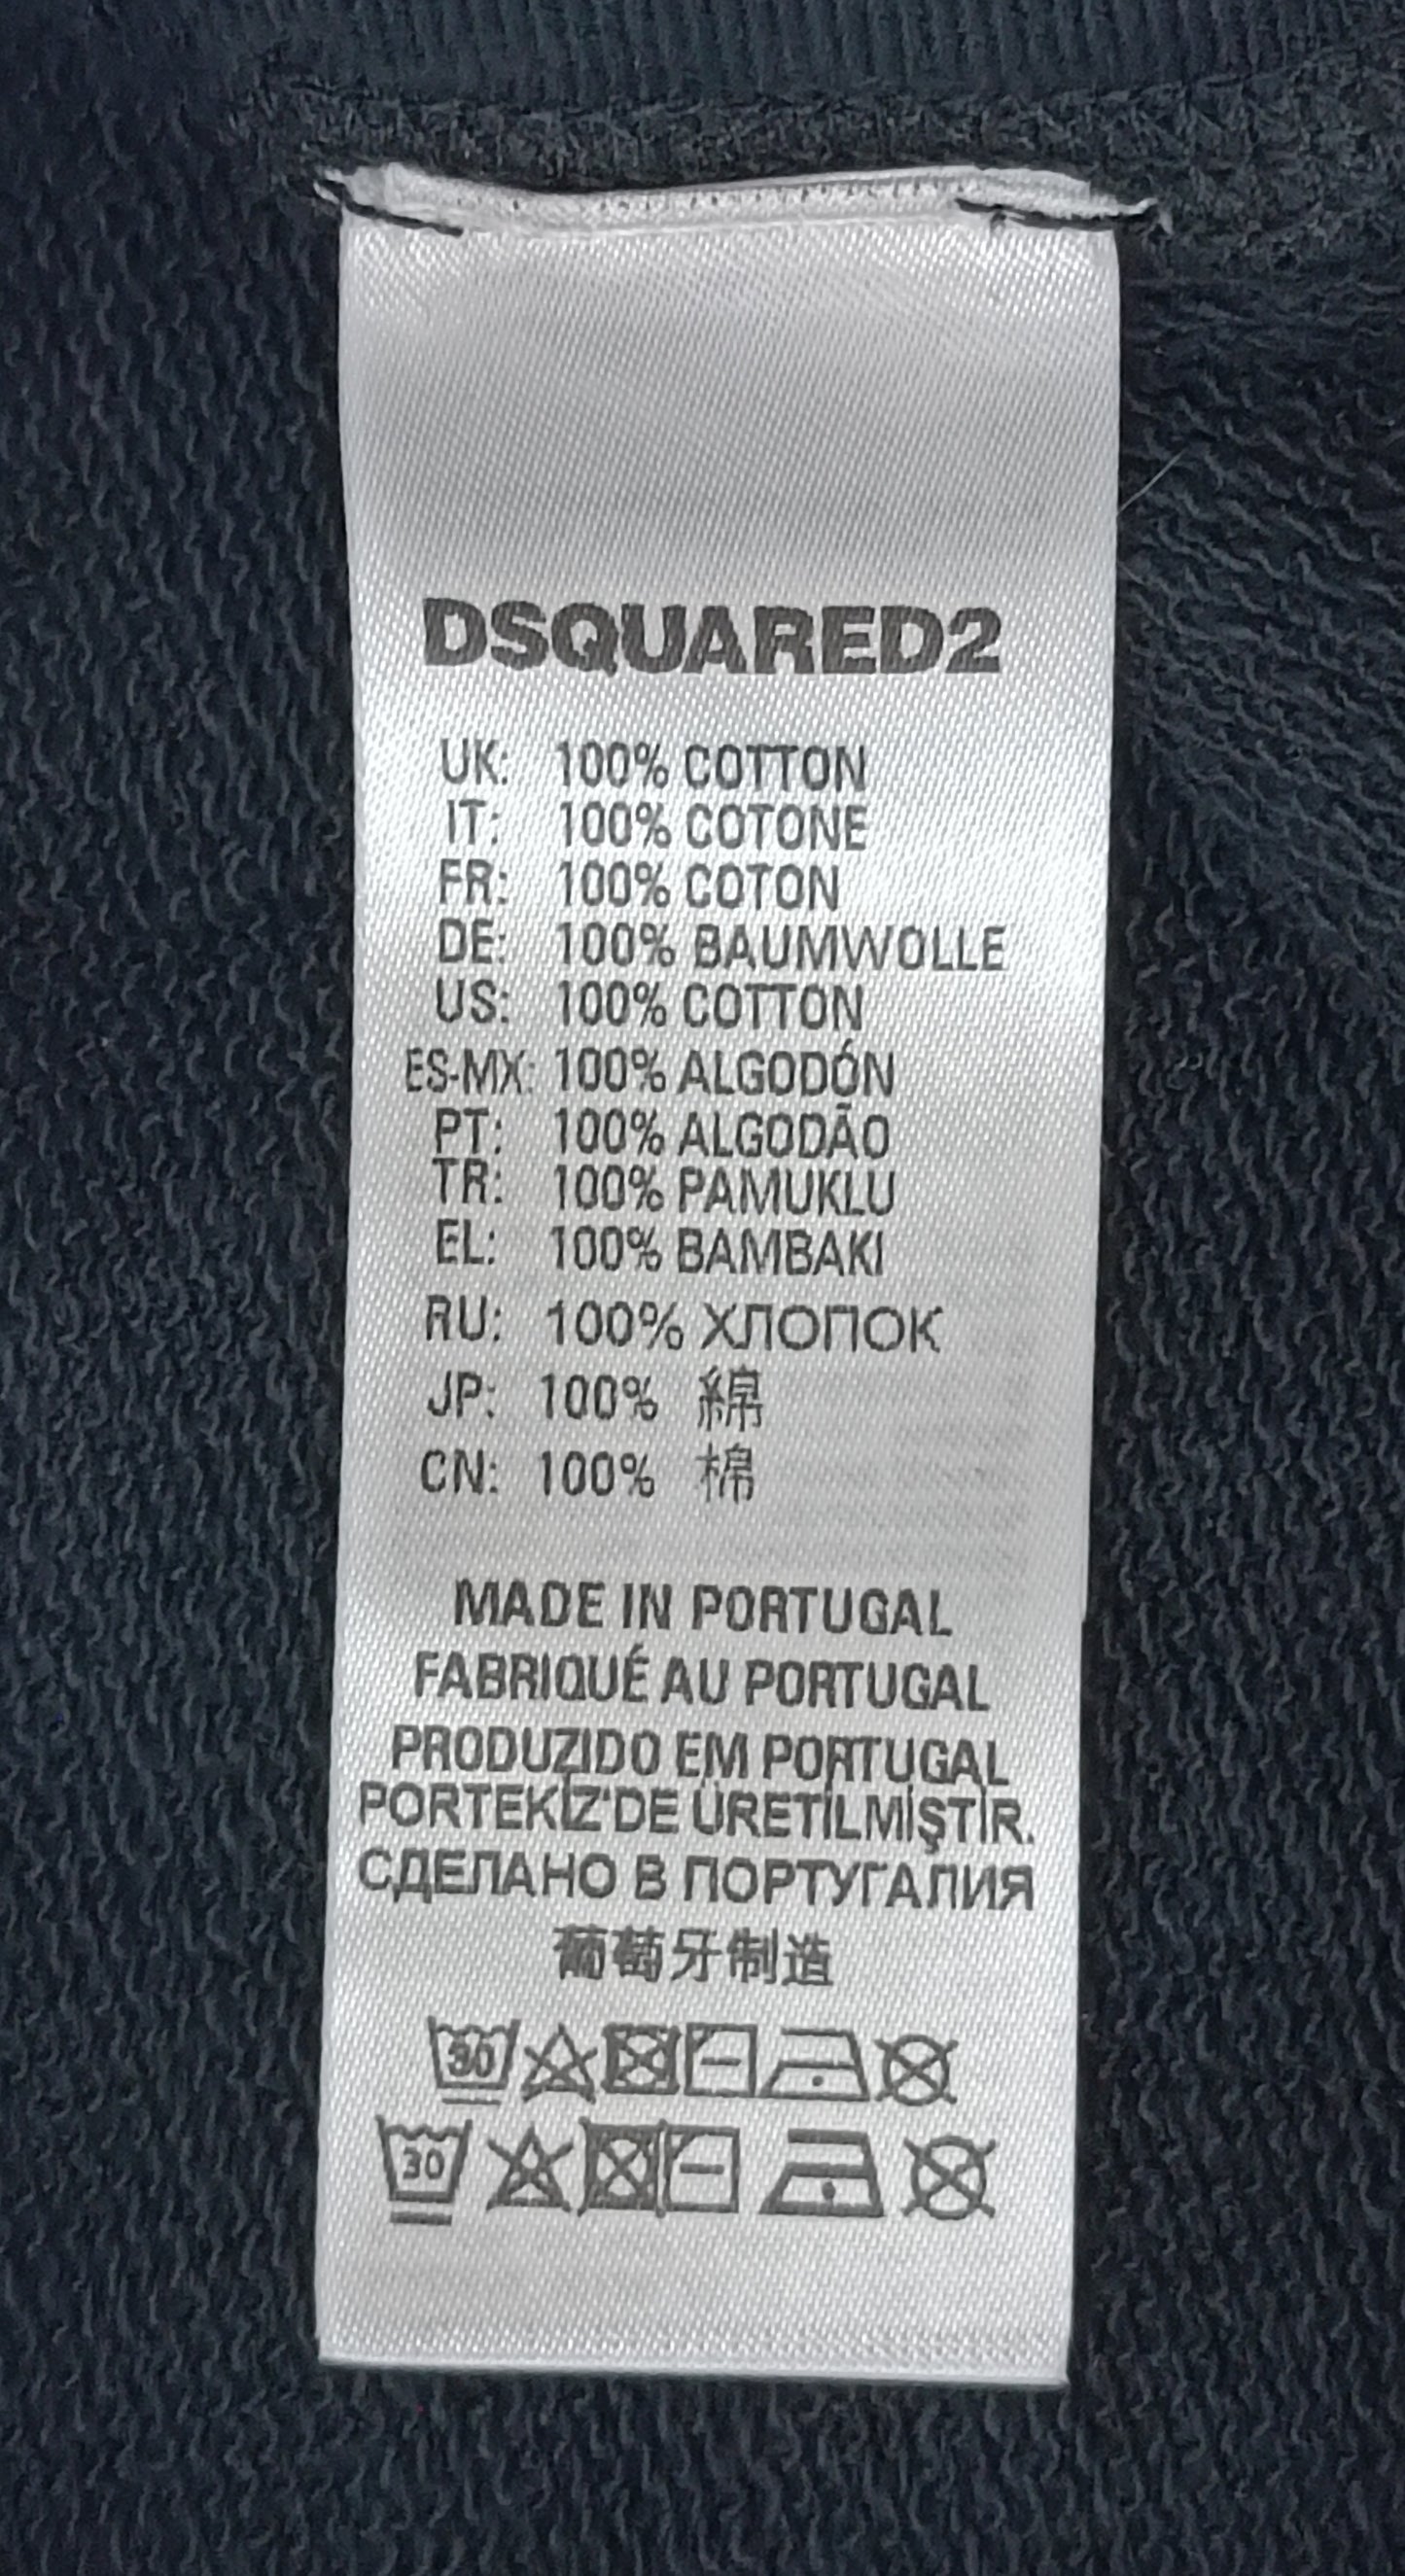 DSQUARED2
UK: 100% COTTON
IT: 100% COTONE
FR: 100% COTON
DE: 100% BAUMWOLLE
US: 100% COTTON
ES-MX: 100% ALGODÓN
PT: 100% ALGODÃO
TR: 100% PAMUKLU
EL: 100% BAMBAKI
RU: 100% ХЛОПОК
JP: 100% 綿
CN: 100% 棉
MADE IN PORTUGAL
FABRIQUÉ AU PORTUGAL
PRODUZIDO EM PORTUGAL
PORTEKİZ'DE ÜRETİLMİŞTİR.
СДЕЛАНО В ПОРТУГАЛИЯ
葡萄牙制造
30
30